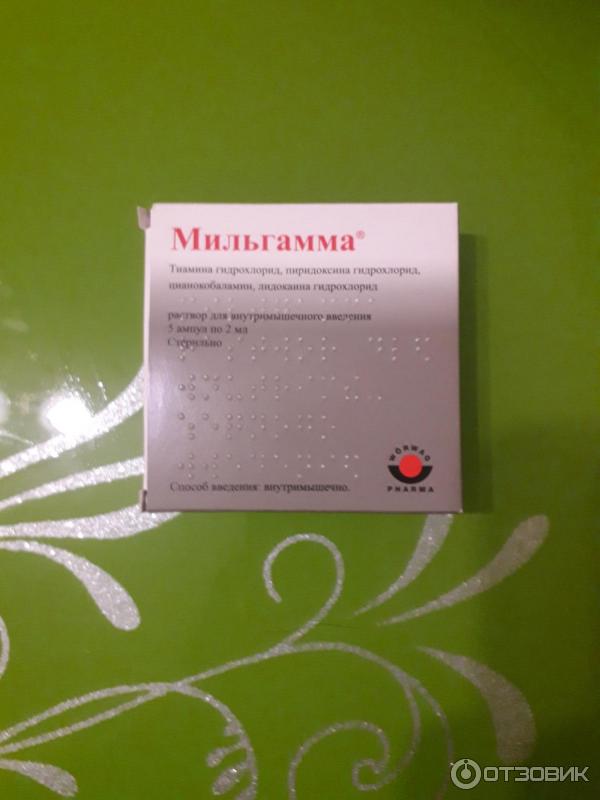 Мильгамма®
Тиамина гидрохлорид, пиридоксина гидрохлорид,
цианокобаламин, лидокаина гидрохлорид
раствор для внутримышечного введения
5 ампул по 2 мл
Стерильно
WÖRWAG
PHARMA
Способ введения: внутримышечно.
ОТЗОВИК